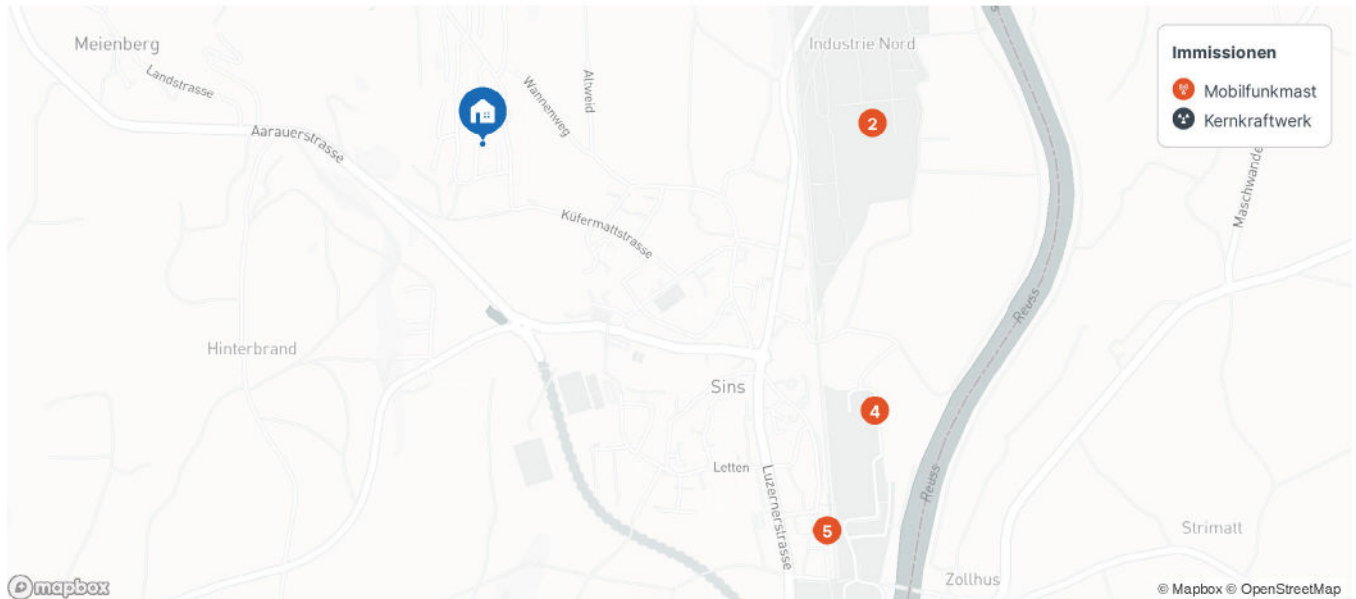 Meienberg
Landstrasse
Aarauerstrasse
Wannenweg
Altweid
Industrie Nord
Immissionen
Mobilfunkmast
Kernkraftwerk
2
Küfermattstrasse
Maschwande
Reuss
Hinterbrand
Sins
4
Letten
Luzernerstrasse
Reuss
5
Strimatt
Zollhus
mapbox
© Mapbox © OpenStreetMap